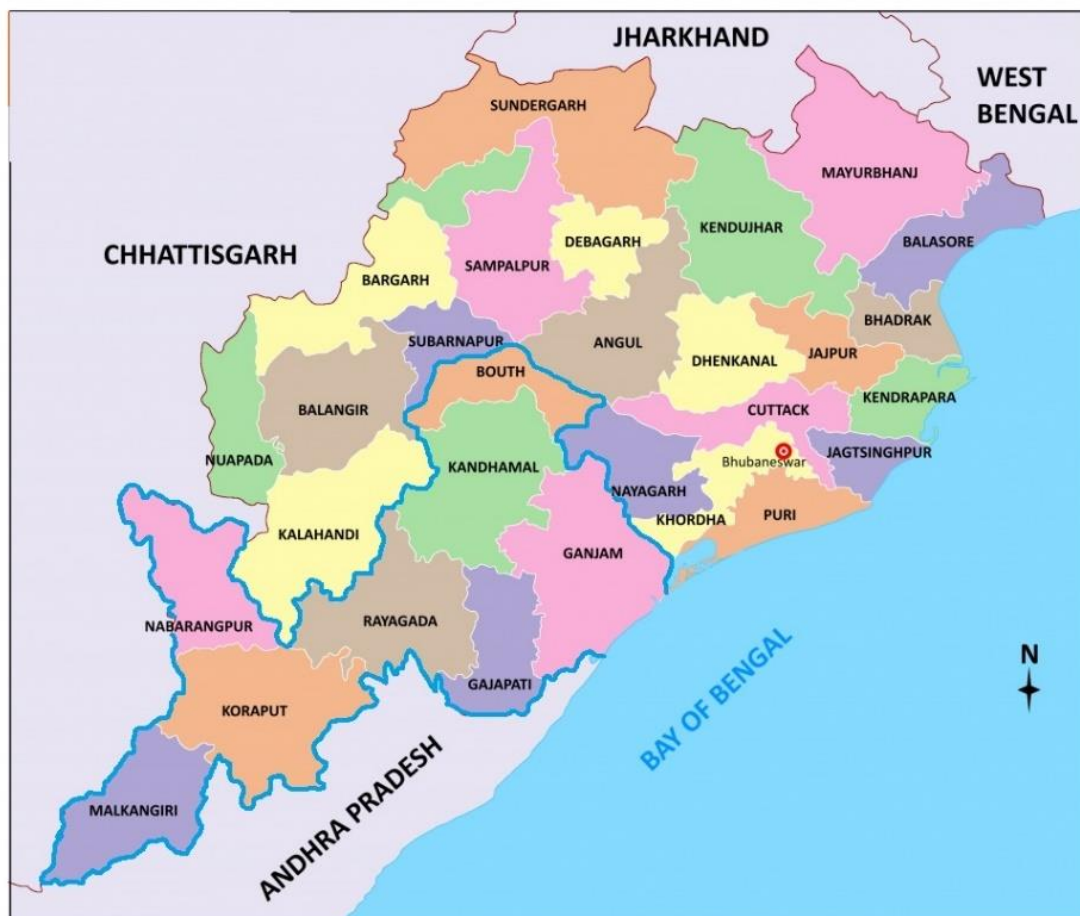 JHARKHAND
WEST
BENGAL
SUNDERGARH
MAYURBHANJ
KENDUJHAR
DEBAGARH
BALASORE
CHHATTISGARH
SAMPALPUR
BARGARH
BHADRAK
SUBARNAPUR
ANGUL
JAJPUR
DHENKANAL
BOUTH
KENDRAPARA
BALANGIR
CUTTACK
JAGTSINGHPUR
NUAPADA
KANDHAMAL
Bhubaneswar
NAYAGARH
PURI
KHORDHA
KALAHANDI
GANJAM
RAYAGADA
NABARANGPUR
N
GAJAPATI
KORAPUT
BAY OF BENGAL
MALKANGIRI
ANDHRA PRADESH